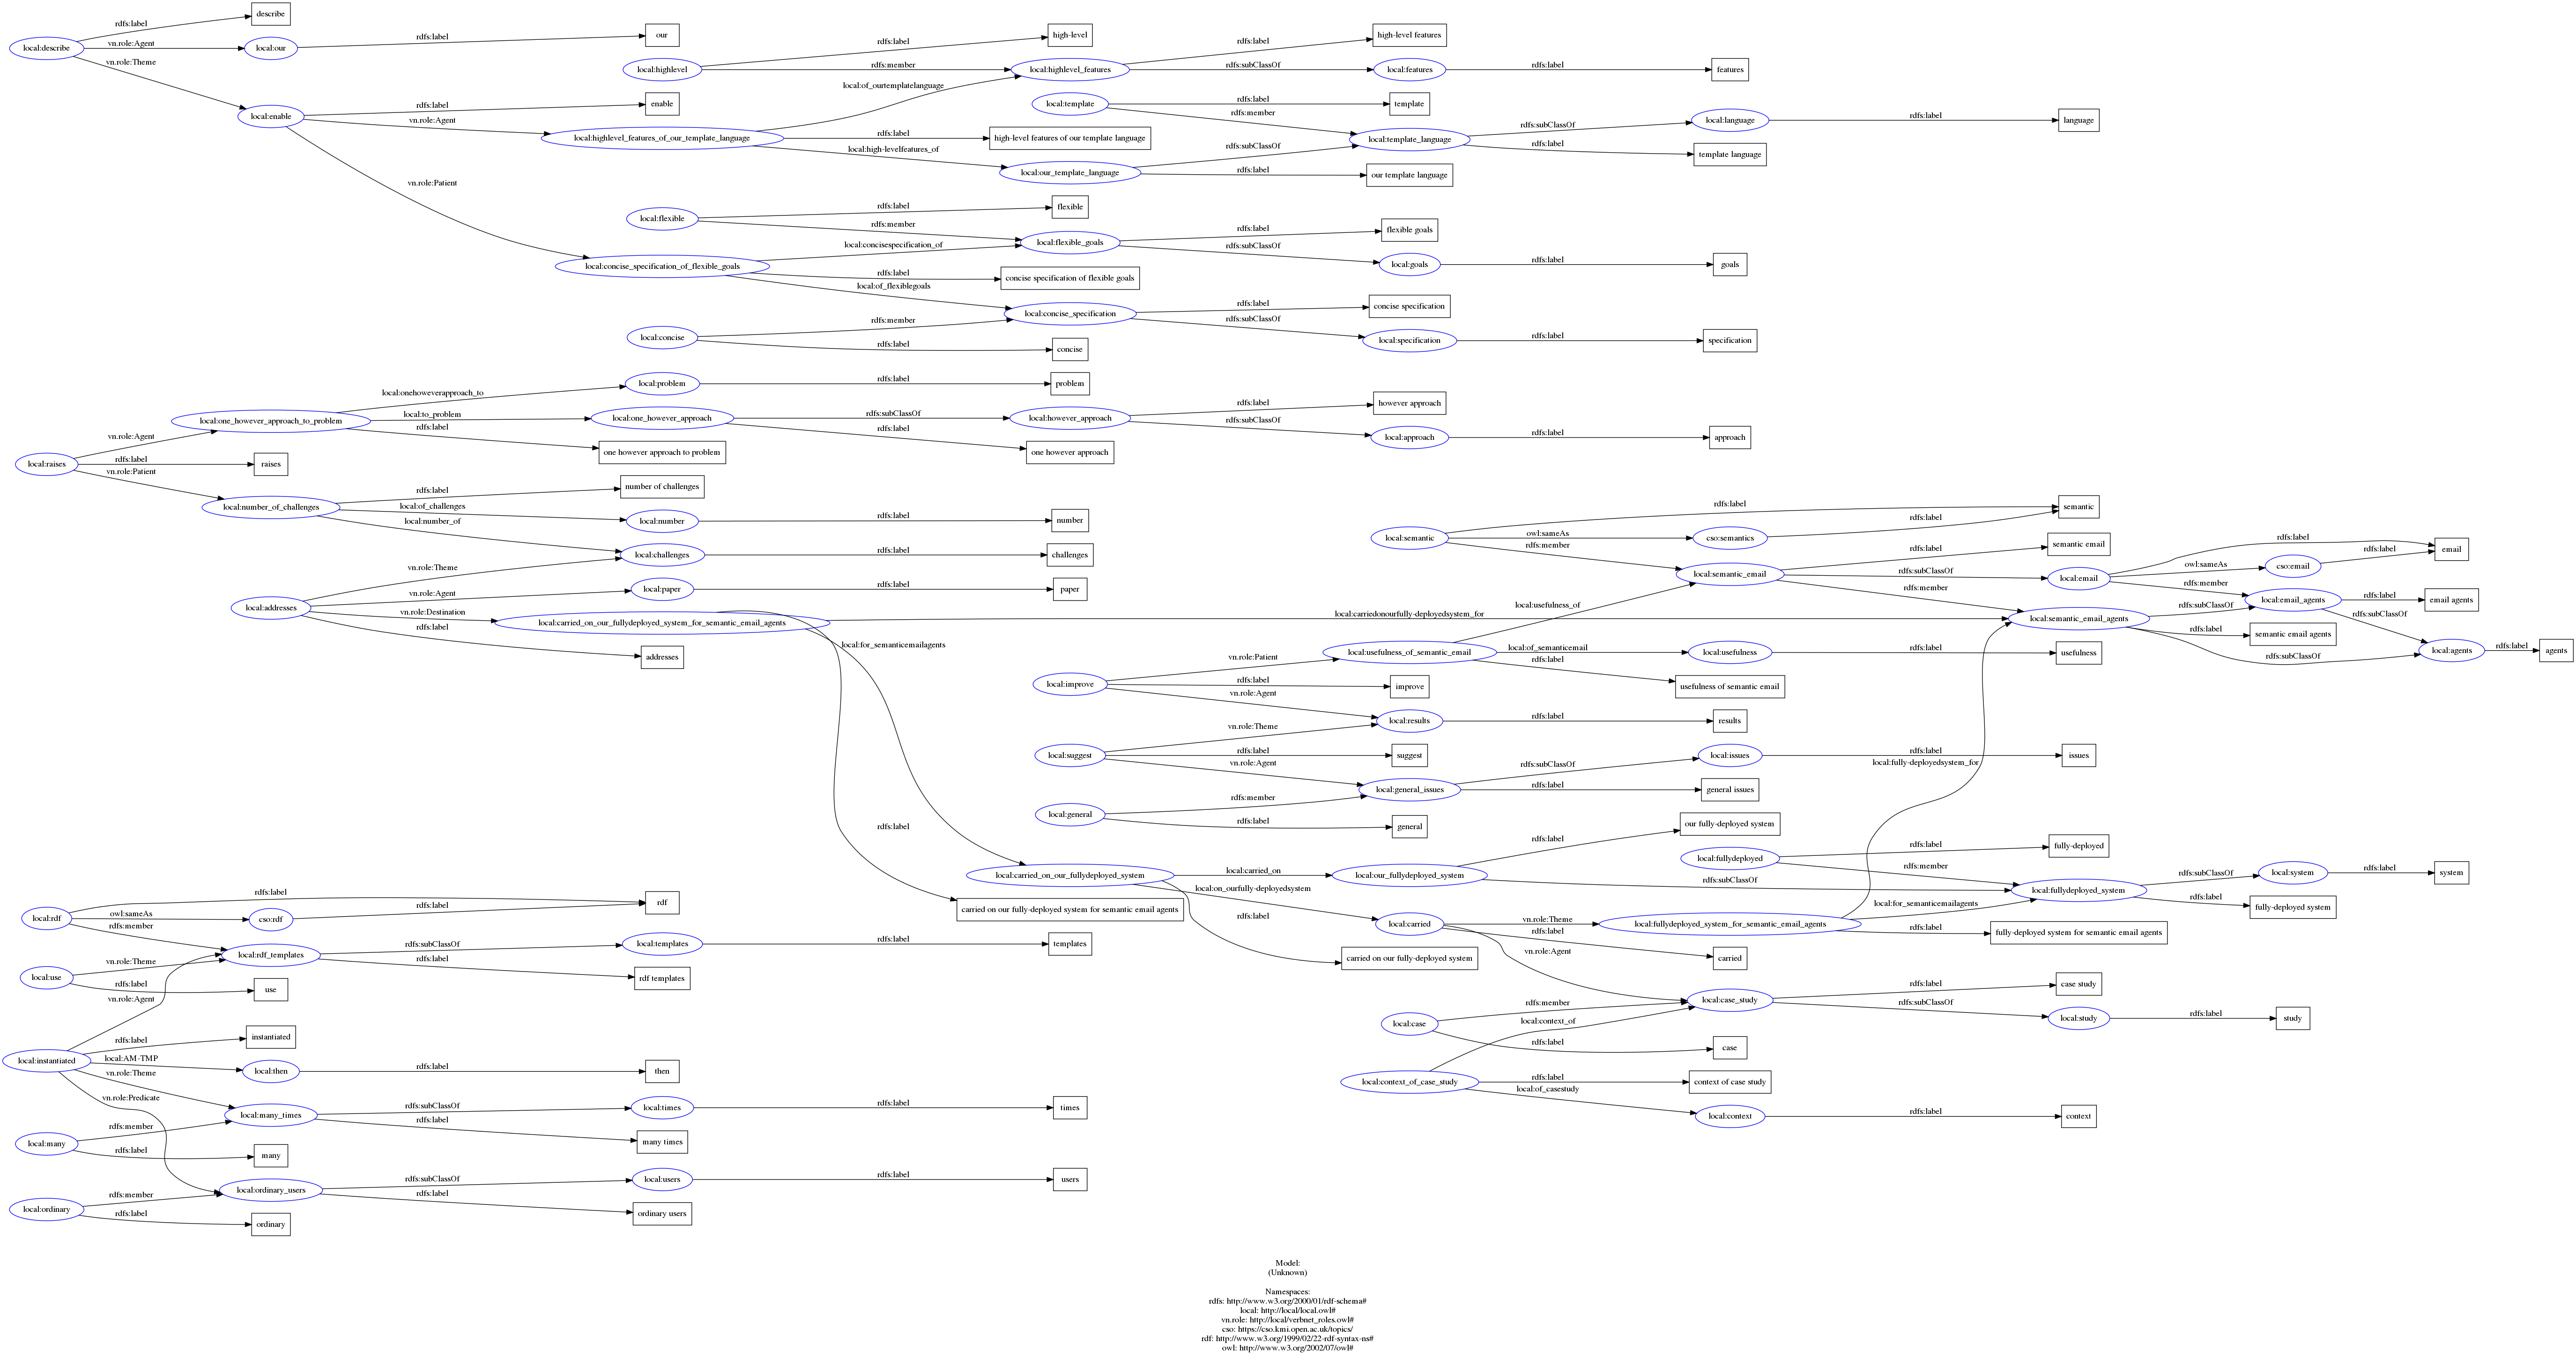 rdfs:label
describe
local:describe
vn.role:Agent
local:our
rdfs:label
our
vn.role:Theme
local:enable
rdfs:label
enable
vn.role:Agent
local:highlevel_features_of_our_template_language
vn.role:Patient
local:highlevel
rdfs:label
high-level
rdfs:member
local:highlevel_features
rdfs:label
high-level features
rdfs:subClassOf
local:features
rdfs:label
features
local:of_ourtemplatelanguage
rdfs:label
high-level features of our template language
local:high-levelfeatures_of
local:our_template_language
local:template
rdfs:label
template
rdfs:member
local:template_language
rdfs:subClassOf
local:language
rdfs:label
language
rdfs:label
template language
rdfs:subClassOf
rdfs:label
our template language
local:flexible
rdfs:label
flexible
rdfs:member
local:flexible_goals
rdfs:label
flexible goals
rdfs:subClassOf
local:goals
rdfs:label
goals
local:concise_specification_of_flexible_goals
local:concisespecification_of
rdfs:label
concise specification of flexible goals
local:of_flexiblegoals
local:concise_specification
rdfs:label
concise specification
rdfs:subClassOf
local:specification
rdfs:label
specification
local:concise
rdfs:member
rdfs:label
concise
local:raises
vn.role:Agent
local:one_however_approach_to_problem
rdfs:label
raises
vn.role:Patient
local:number_of_challenges
local:onehoweverapproach_to
local:problem
rdfs:label
problem
local:to_problem
local:one_however_approach
rdfs:subClassOf
local:however_approach
rdfs:label
however approach
rdfs:subClassOf
local:approach
rdfs:label
approach
rdfs:label
one however approach to problem
rdfs:label
one however approach
rdfs:label
number of challenges
local:of_challenges
local:number
rdfs:label
number
local:number_of
local:challenges
rdfs:label
challenges
local:addresses
vn.role:Theme
vn.role:Agent
local:paper
rdfs:label
paper
vn.role:Destination
local:carried_on_our_fullydeployed_system_for_semantic_email_agents
rdfs:label
addresses
local:carriedonourfully-deployedsystem_for
local:for_semanticemailagents
rdfs:label
carried on our fully-deployed system for semantic email agents
local:semantic
rdfs:label
semantic
owl:sameAs
cso:semantics
rdfs:label
rdfs:member
local:semantic_email
rdfs:label
semantic email
rdfs:subClassOf
local:email
rdfs:label
email
owl:sameAs
cso:email
rdfs:label
rdfs:member
local:email_agents
rdfs:label
email agents
rdfs:subClassOf
rdfs:member
local:semantic_email_agents
rdfs:subClassOf
rdfs:label
semantic email agents
rdfs:subClassOf
local:agents
rdfs:label
agents
local:usefulness_of
local:usefulness_of_semantic_email
local:of_semanticemail
local:usefulness
rdfs:label
usefulness
rdfs:label
usefulness of semantic email
local:improve
vn.role:Patient
rdfs:label
improve
vn.role:Agent
local:results
rdfs:label
results
local:suggest
vn.role:Theme
rdfs:label
suggest
vn.role:Agent
local:general_issues
rdfs:subClassOf
local:issues
rdfs:label
issues
rdfs:label
general issues
local:general
rdfs:member
rdfs:label
general
local:fully-deployedsystem_for
local:carried_on_our_fullydeployed_system
local:carried_on
local:our_fullydeployed_system
rdfs:label
our fully-deployed system
rdfs:subClassOf
local:on_ourfully-deployedsystem
local:carried
rdfs:label
carried on our fully-deployed system
local:fullydeployed
rdfs:label
fully-deployed
rdfs:member
local:fullydeployed_system
rdfs:subClassOf
local:system
rdfs:label
system
rdfs:label
fully-deployed system
vn.role:Theme
local:fullydeployed_system_for_semantic_email_agents
local:for_semanticemailagents
rdfs:label
fully-deployed system for semantic email agents
rdfs:label
carried
vn.role:Agent
local:case_study
rdfs:label
case study
rdfs:subClassOf
local:study
rdfs:label
study
local:case
rdfs:member
rdfs:label
case
local:context_of
local:context_of_case_study
rdfs:label
context of case study
local:of_casestudy
local:context
rdfs:label
context
local:rdf
rdfs:label
rdf
owl:sameAs
cso:rdf
rdfs:label
rdfs:member
local:rdf_templates
rdfs:subClassOf
local:templates
rdfs:label
templates
rdfs:label
rdf templates
local:use
vn.role:Theme
rdfs:label
use
vn.role:Agent
local:instantiated
rdfs:label
instantiated
local:AM-TMP
local:then
rdfs:label
then
vn.role:Theme
local:many_times
rdfs:subClassOf
local:times
rdfs:label
times
rdfs:label
many times
vn.role:Predicate
local:many
rdfs:member
rdfs:label
many
local:ordinary_users
rdfs:subClassOf
local:users
rdfs:label
users
rdfs:label
ordinary users
local:ordinary
rdfs:member
rdfs:label
ordinary
Model:
(Unknown)
Namespaces:
rdfs: http://www.w3.org/2000/01/rdf-schema#
local: http://local/local.owl#
vn.role: http://local/verbnet_roles.owl#
cso: https://cso.kmi.open.ac.uk/topics/
rdf: http://www.w3.org/1999/02/22-rdf-syntax-ns#
owl: http://www.w3.org/2002/07/owl#